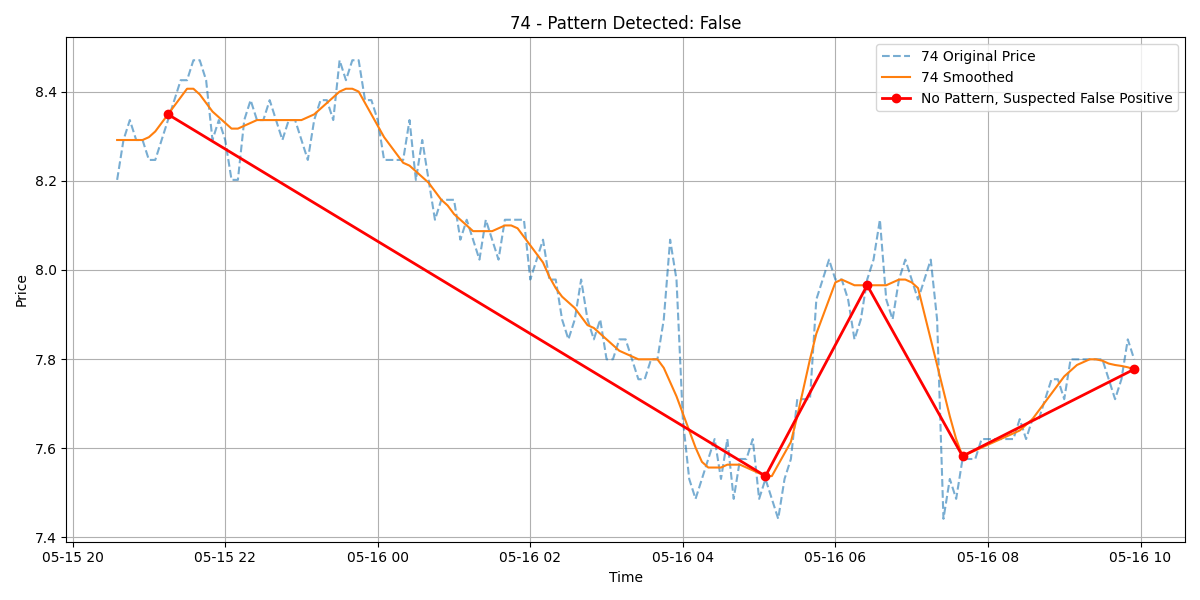 74 - Pattern Detected: False
74 Original Price
74 Smoothed
No Pattern, Suspected False Positive
Price
8.4
8.2
8.0
7.8
7.6
7.4
05-15 20 05-15 22 05-16 00 05-16 02 05-16 04 05-16 06 05-16 08 05-16 10
Time